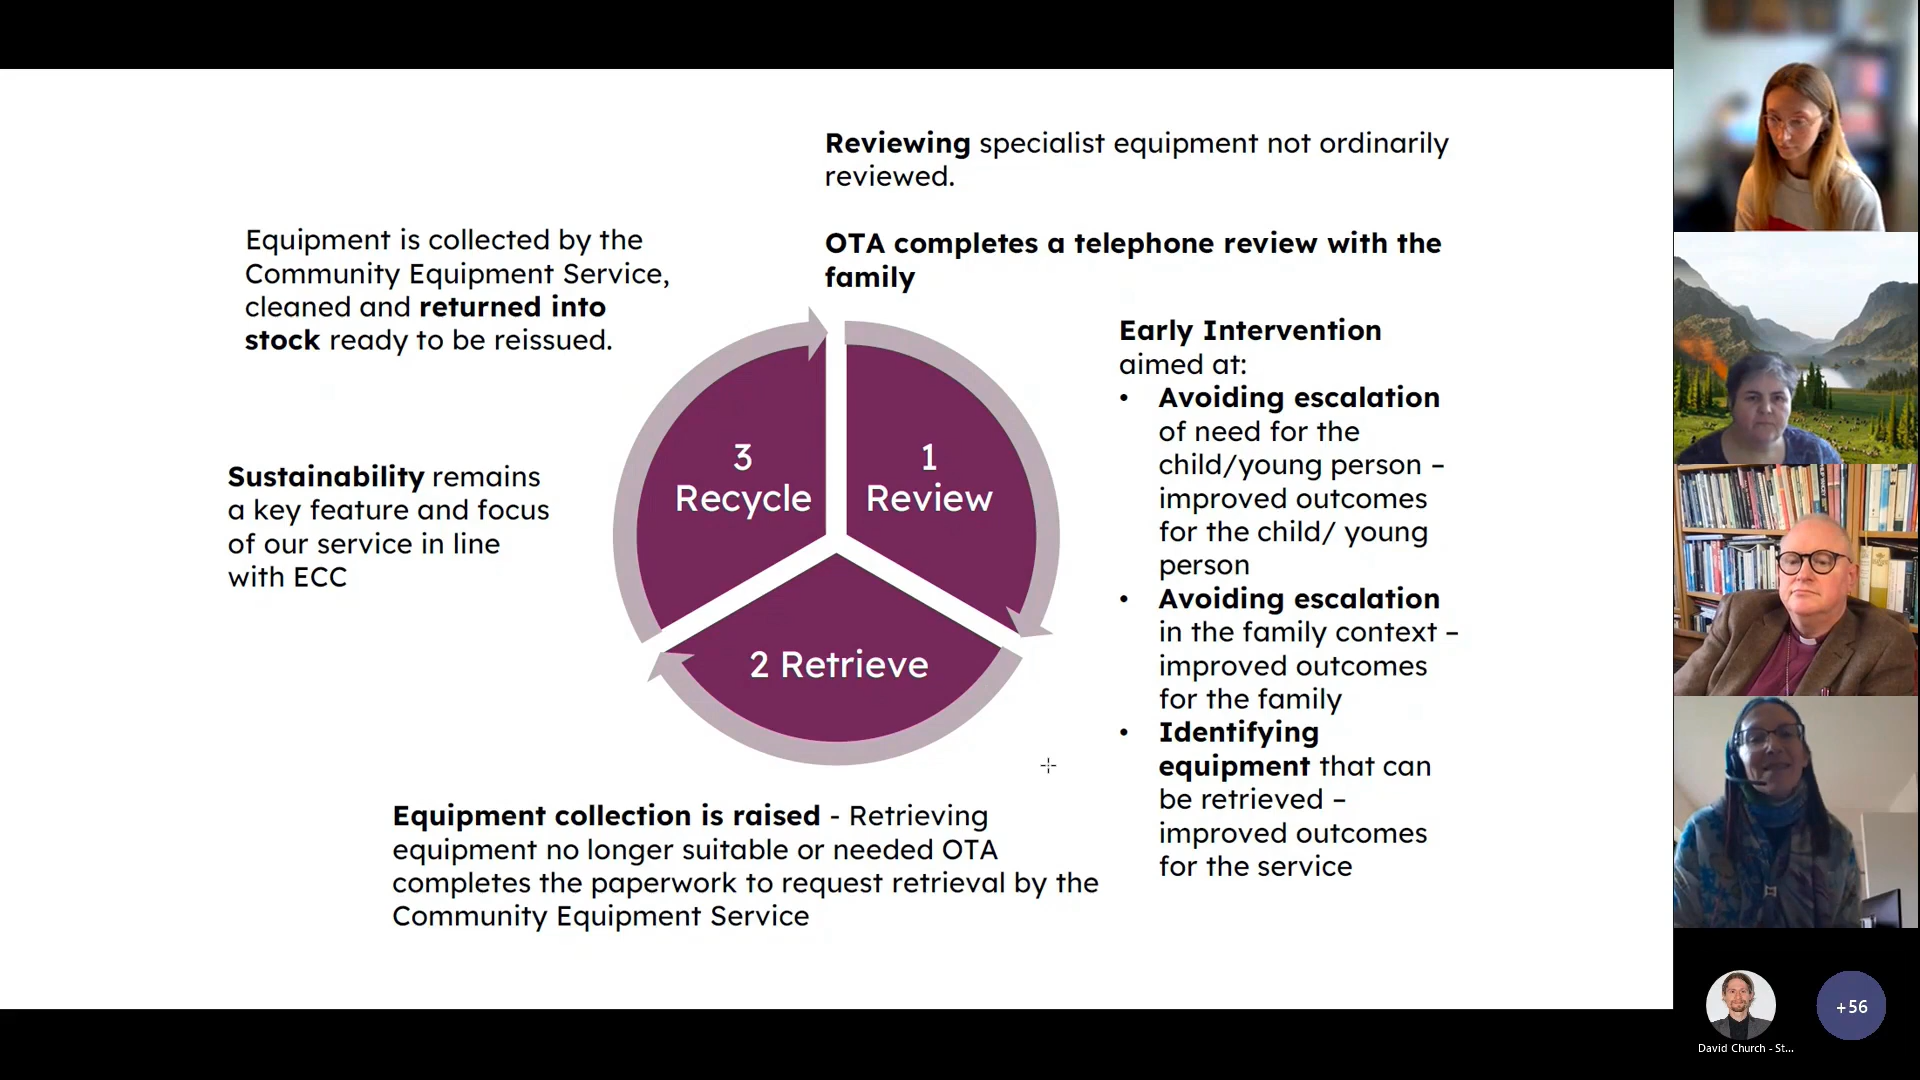 Reviewing specialist equipment not ordinarily
reviewed.
OTA completes a telephone review with the
family
Equipment is collected by the
Community Equipment Service,
cleaned and returned into
stock ready to be reissued.
Early Intervention
aimed at:
• Avoiding escalation
of need for the
child/young person –
improved outcomes
for the child/ young
person
• Avoiding escalation
in the family context –
improved outcomes
for the family
• Identifying
equipment that can
be retrieved –
improved outcomes
for the service
3
Recycle
1
Review
2 Retrieve
Sustainability remains
a key feature and focus
of our service in line
with ECC
Equipment collection is raised - Retrieving
equipment no longer suitable or needed OTA
completes the paperwork to request retrieval by the
Community Equipment Service
+56
David Church - St...